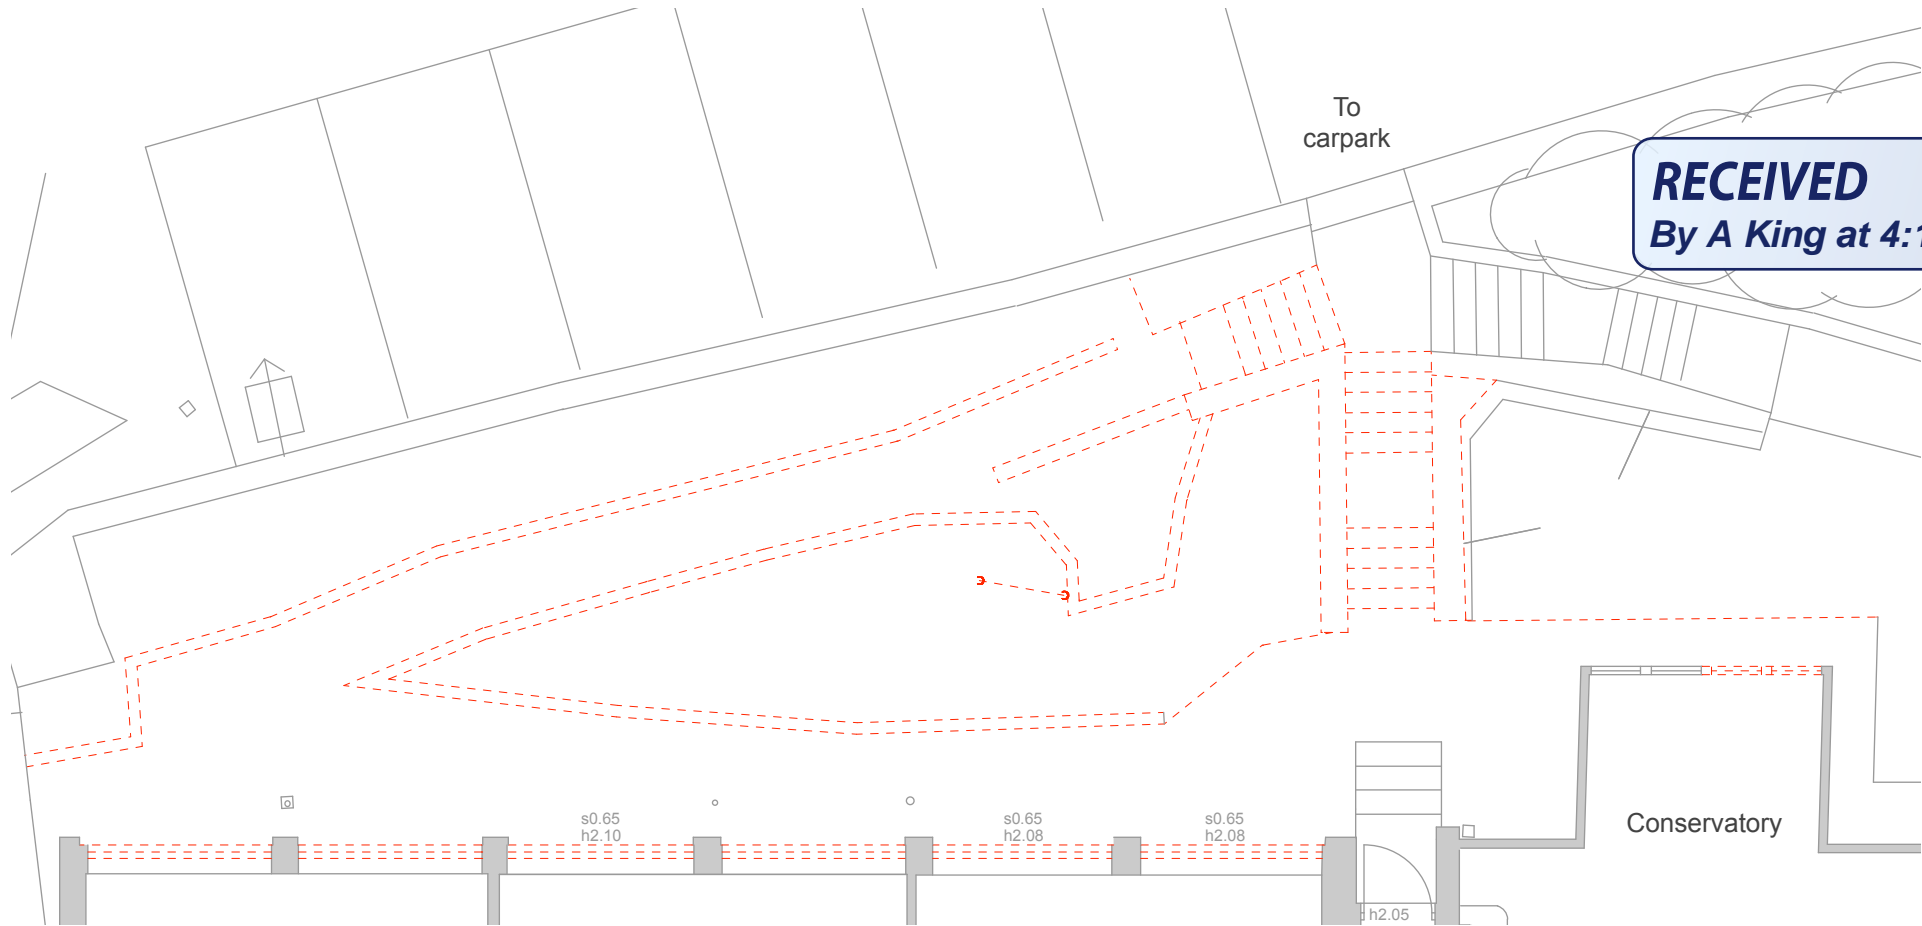 To
carpark
RECEIVED
By A King at 4:
s0.65
h2.10
s0.65
h2.08
s0.65
h2.08
Conservatory
h2.05